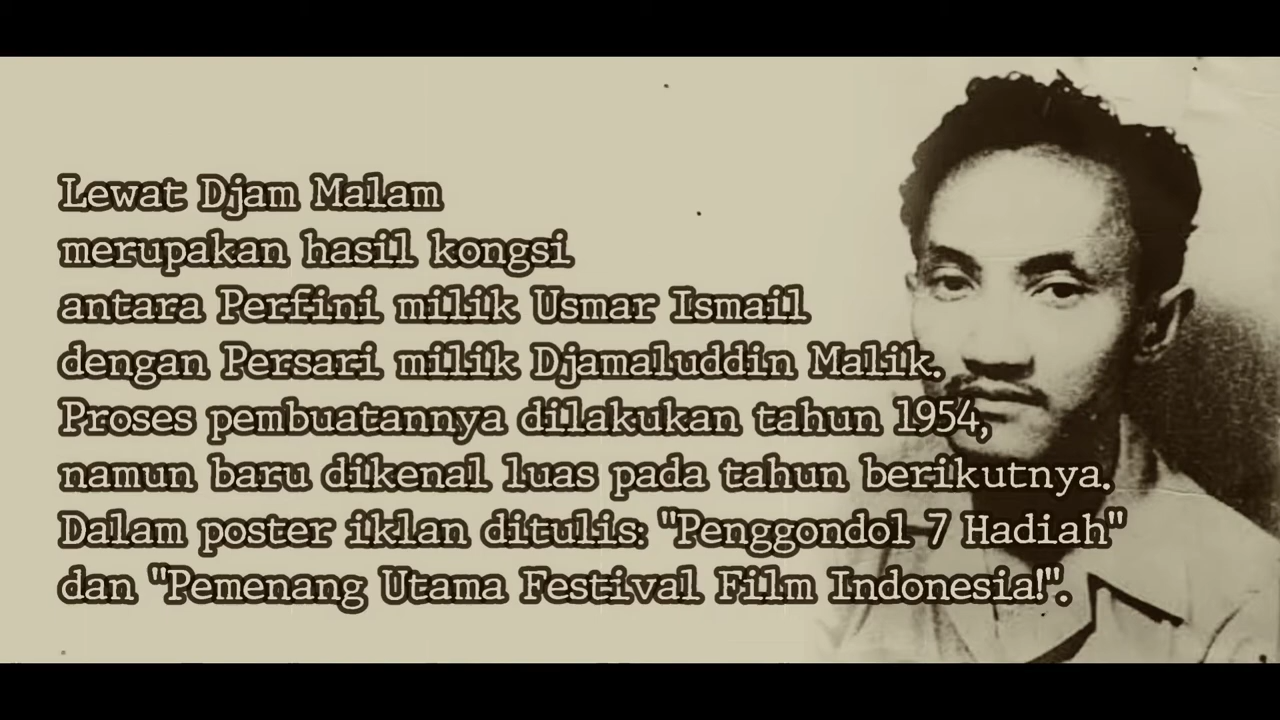 Lewat Djam Malam
merupakan hasil kongsi
antara Perfini milik Usmar Ismail
dengan Persari milik Djamaluddin Malik.
Proses pembuatannya dilakukan tahun 1954,
namun baru dikenal luas pada tahun berikutnya.
Dalam poster iklan ditulis: "Penggondol 7 Hadiah"
dan "Pemenang Utama Festival Film Indonesia!".